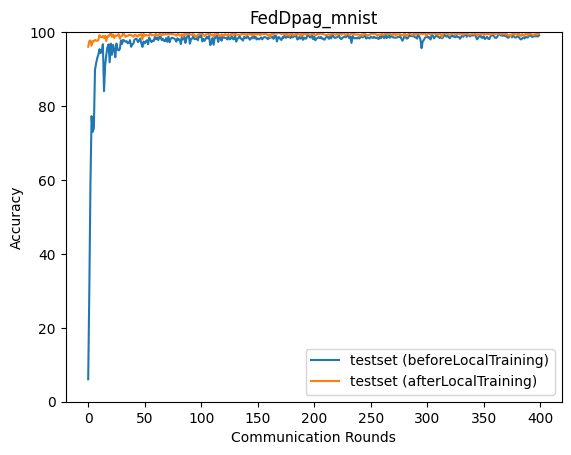 FedDpag_mnist
100
80
60
40
20
0
Accuracy
testset (beforeLocalTraining)
testset (afterLocalTraining)
0 50 100 150 200 250 300 350 400
Communication Rounds